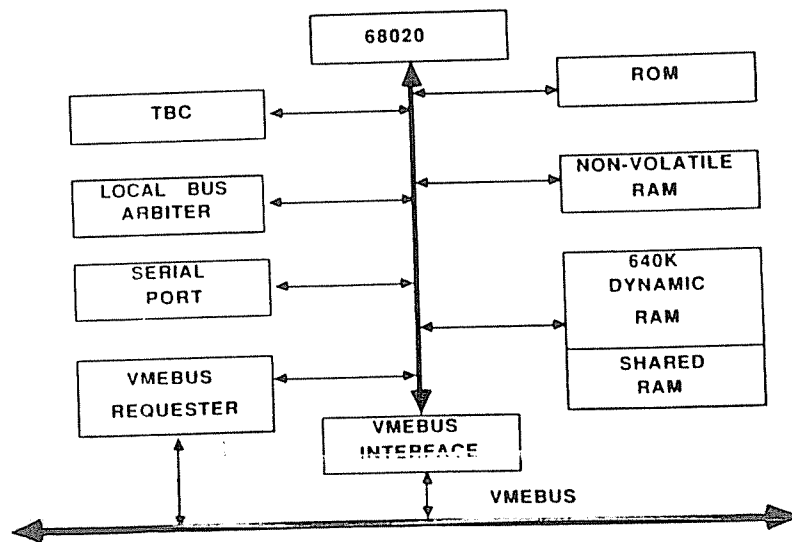 68020
ROM
TBC
NON-VOLATILE
RAM
LOCAL BUS
ARBITER
640K
DYNAMIC
RAM
SERIAL
PORT
SHARED
RAM
VMEBUS
REQUESTER
VMEBUS
INTERFACE
VMEBUS